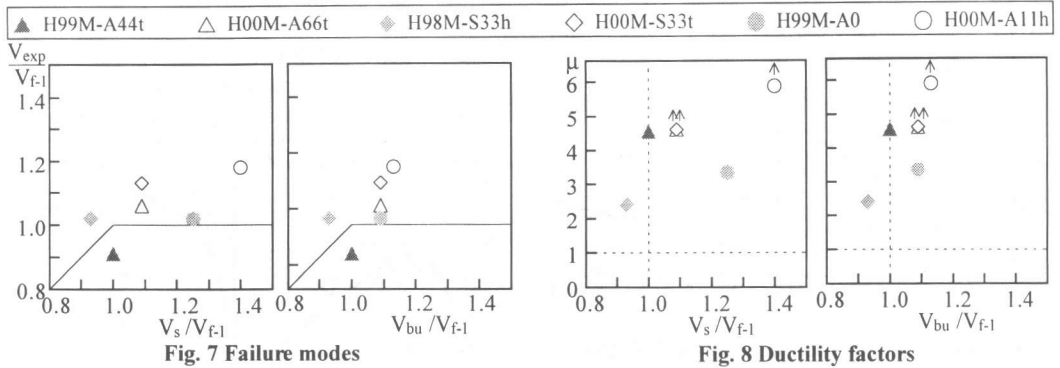 H99M-A44t H00M-A66t H98M-S33h H00M-S33t H99M-A0 H00M-A11h
Vexp
Vf-1
1.4
1.2
1.0
0.8
0.8 1.0 1.2 1.4
Vs /Vf-1
0.8 1.0 1.2 1.4
Vbu /Vf-1
Fig. 7 Failure modes
μ
6
5
4
3
2
1
0
0.8 1.0 1.2 1.4
Vs /Vf-1
0.8 1.0 1.2 1.4
Vbu /Vf-1
Fig. 8 Ductility factors